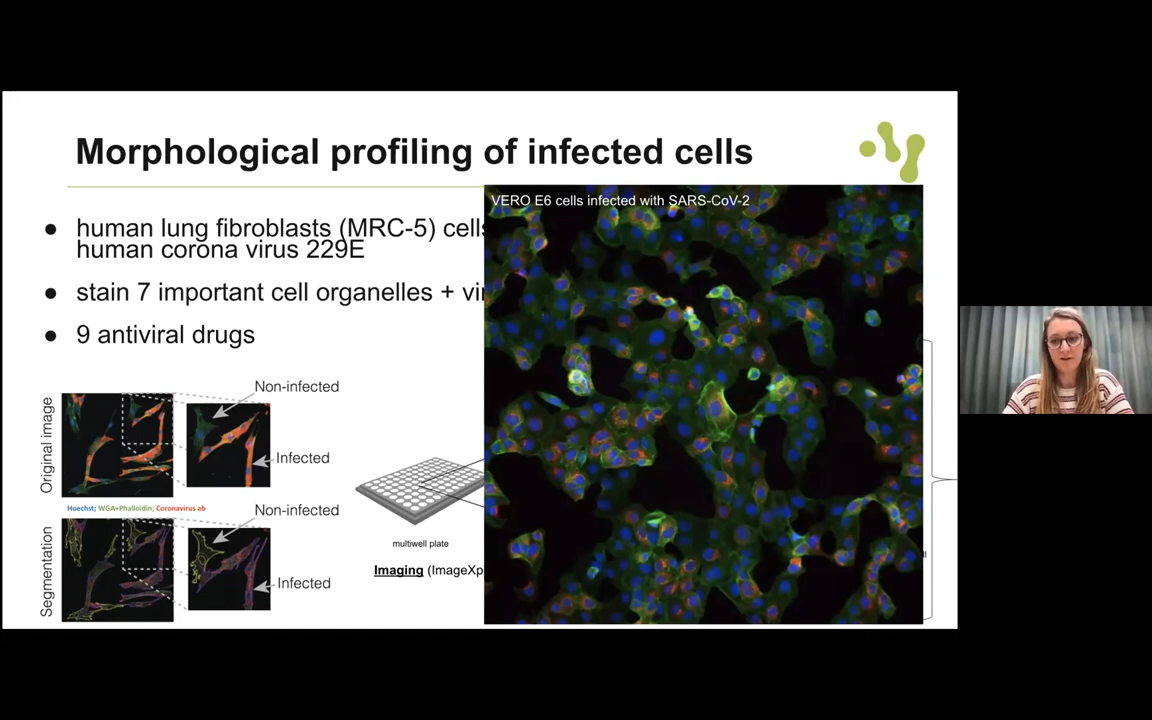 Morphological profiling of infected cells
VERO E6 cells infected with SARS-CoV-2
● human lung fibroblasts (MRC-5) cells
human corona virus 229E
● stain 7 important cell organelles +
● 9 antiviral drugs
Original image
Non-infected
Infected
Hoechst; WGA+Phalloidin; Coronavirus ab
Segmentation
Non-infected
Infected
multiwell plate
Imaging